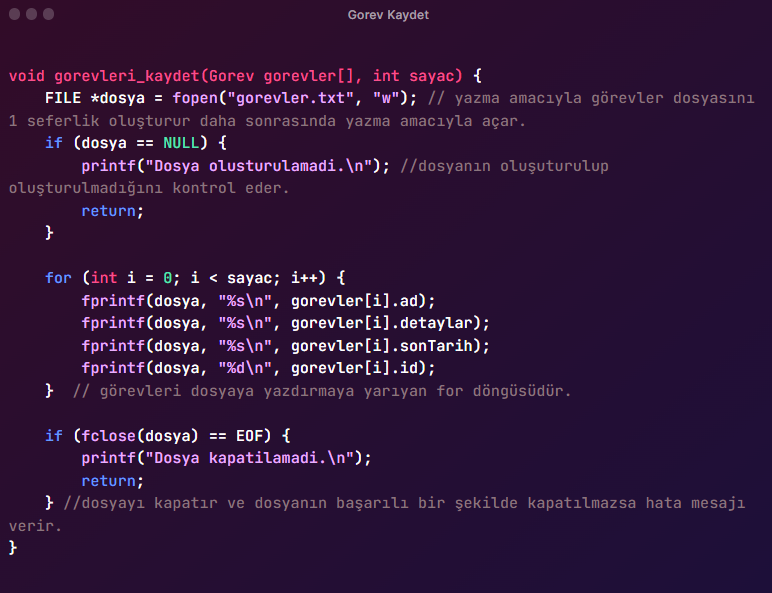 Gorev Kaydet
void gorevleri_kaydet(Gorev gorevler[], int sayac) {
    FILE *dosya = fopen("gorevler.txt", "w"); // yazma amacıyla görevler dosyasını
1 seferlik oluşturur daha sonrasında yazma amacıyla açar.
    if (dosya == NULL) {
        printf("Dosya olusturulamadi.\n"); //dosyanın oluşuturulup
oluşturulmadığını kontrol eder.
        return;
    }
    for (int i = 0; i < sayac; i++) {
        fprintf(dosya, "%s\n", gorevler[i].ad);
        fprintf(dosya, "%s\n", gorevler[i].detaylar);
        fprintf(dosya, "%s\n", gorevler[i].sonTarih);
        fprintf(dosya, "%d\n", gorevler[i].id);
    }  // görevleri dosyaya yazdırmaya yarıyan for döngüsüdür.
    if (fclose(dosya) == EOF) {
        printf("Dosya kapatilamadi.\n");
        return;
    } //dosyayı kapatır ve dosyanın başarılı bir şekilde kapatılmazsa hata mesajı
verir.
}